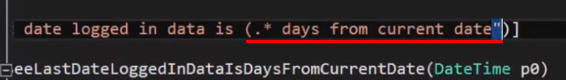 date logged in data is (.* days from current date")]
eeLastDateLoggedInDataIsDaysFromCurrentDate(DateTime p0)